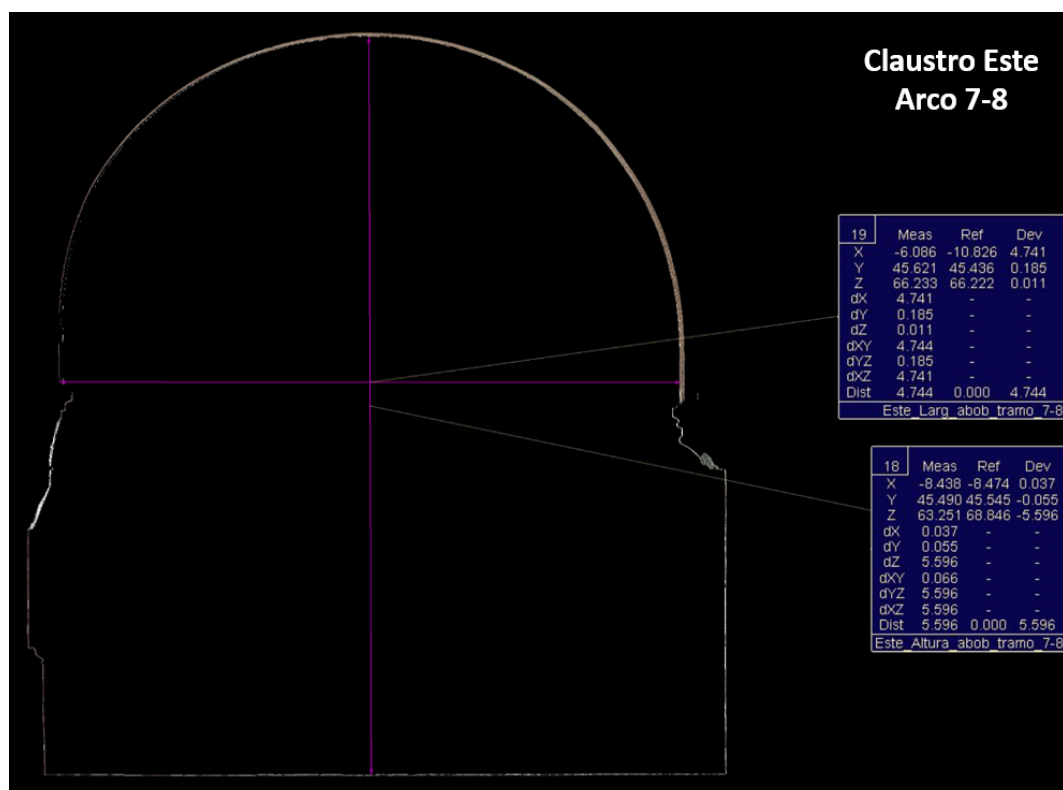 Claustro Este
Arco 7-8
19 Meas Ref Dev
X -6.086 -10.826 4.741
Y 45.621 45.436 0.185
Z 66.233 66.222 0.011
dX 4.741 - -
dY 0.185 - -
dZ 0.011 - -
dXY 4.744 - -
dYZ 0.185 - -
dXZ 4.741 - -
Dist 4.744 0.000 4.744
Este_Larg_abob_tramo_7-8
18 Meas Ref Dev
X -8.438 -8.474 0.037
Y 45.490 45.545 -0.055
Z 63.251 68.846 -5.596
dX 0.037 - -
dY 0.055 - -
dZ 5.596 - -
dXY 0.066 - -
dYZ 5.596 - -
dXZ 5.596 - -
Dist 5.596 0.000 5.596
Este_Altura_abob_tramo_7-8